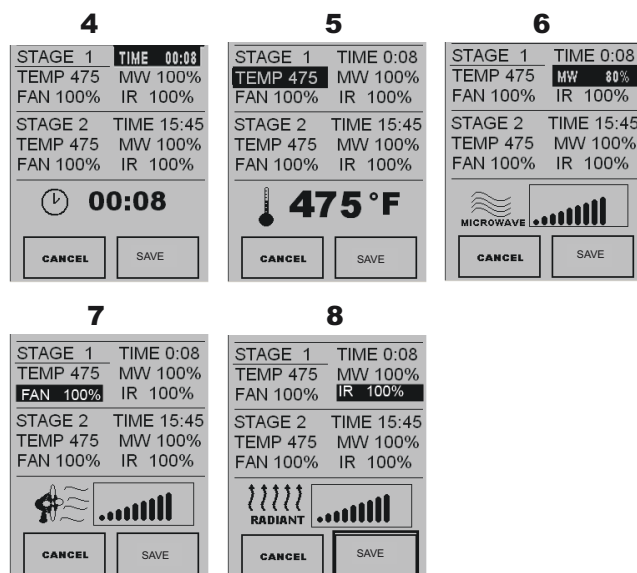 4
STAGE 1 TIME 00:08
TEMP 475 MW 100%
FAN 100% IR 100%
STAGE 2 TIME 15:45
TEMP 475 MW 100%
FAN 100% IR 100%
00:08
CANCEL SAVE
5
STAGE 1 TIME 0:08
TEMP 475 MW 100%
FAN 100% IR 100%
STAGE 2 TIME 15:45
TEMP 475 MW 100%
FAN 100% IR 100%
475°F
CANCEL SAVE
6
STAGE 1 TIME 0:08
TEMP 475 MW 80%
FAN 100% IR 100%
STAGE 2 TIME 15:45
TEMP 475 MW 100%
FAN 100% IR 100%
MICROWAVE
CANCEL SAVE
7
STAGE 1 TIME 0:08
TEMP 475 MW 100%
FAN 100% IR 100%
STAGE 2 TIME 15:45
TEMP 475 MW 100%
FAN 100% IR 100%
CANCEL SAVE
8
STAGE 1 TIME 0:08
TEMP 475 MW 100%
FAN 100% IR 100%
STAGE 2 TIME 15:45
TEMP 475 MW 100%
FAN 100% IR 100%
RADIANT
CANCEL SAVE